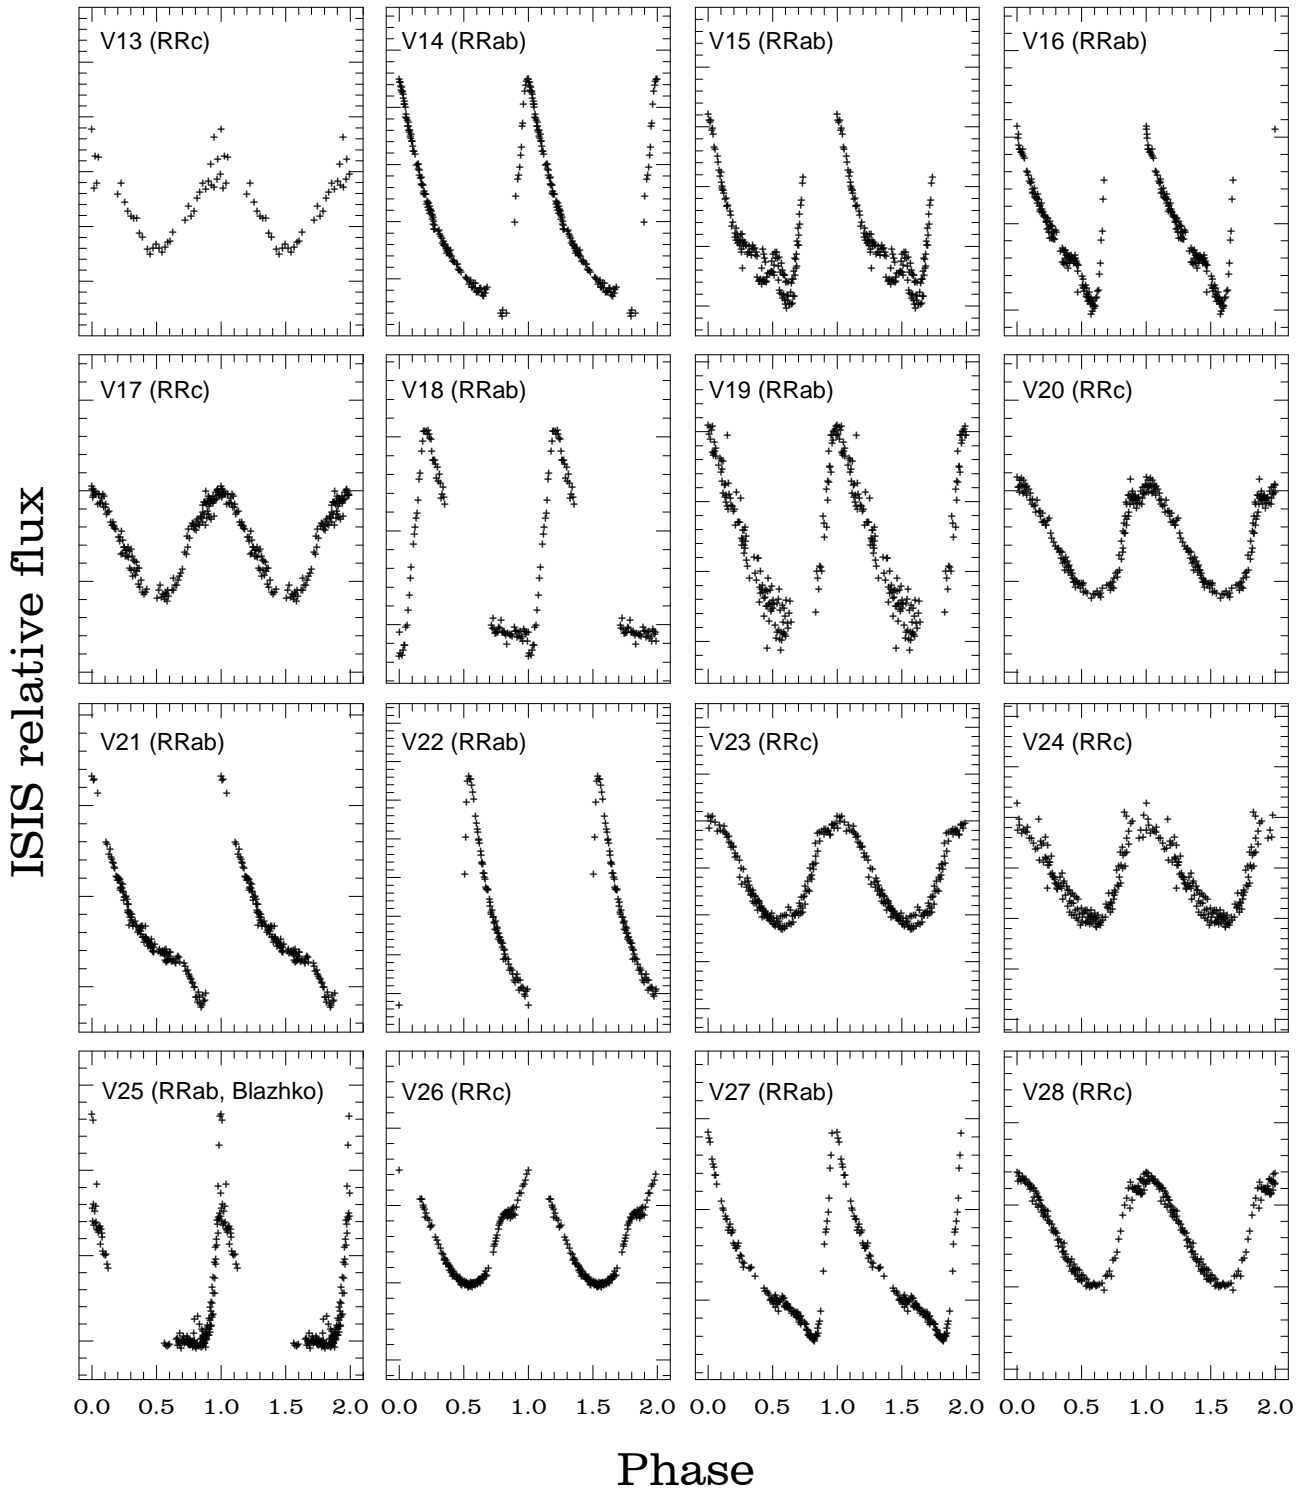 V13 (RRc)
V14 (RRab)
V15 (RRab)
V16 (RRab)
V17 (RRc)
V18 (RRab)
V19 (RRab)
V20 (RRc)
V21 (RRab)
V22 (RRab)
V23 (RRc)
V24 (RRc)
V25 (RRab, Blazhko)
V26 (RRc)
V27 (RRab)
V28 (RRc)
ISIS relative flux
0.0 0.5 1.0 1.5 2.0 0.0 0.5 1.0 1.5 2.0 0.0 0.5 1.0 1.5 2.0 0.0 0.5 1.0 1.5 2.0
Phase